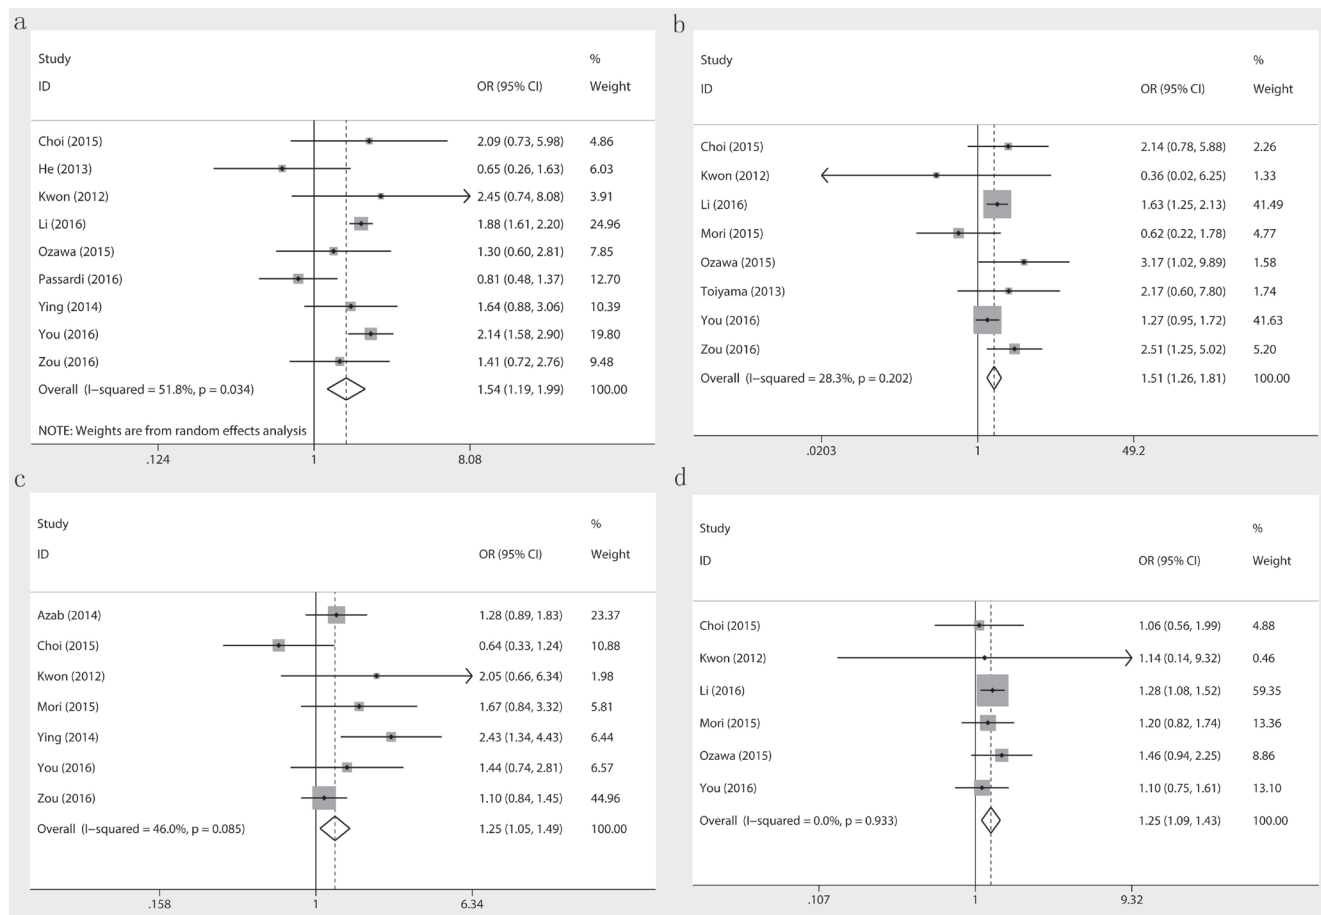 a
Study %
ID OR (95% CI) Weight
Choi (2015) 2.09 (0.73, 5.98) 4.86
He (2013) 0.65 (0.26, 1.63) 6.03
Kwon (2012) 2.45 (0.74, 8.08) 3.91
Li (2016) 1.88 (1.61, 2.20) 24.96
Ozawa (2015) 1.30 (0.60, 2.81) 7.85
Passardi (2016) 0.81 (0.48, 1.37) 12.70
Ying (2014) 1.64 (0.88, 3.06) 10.39
You (2016) 2.14 (1.58, 2.90) 19.80
Zou (2016) 1.41 (0.72, 2.76) 9.48
Overall (I−squared = 51.8%, p = 0.034) 1.54 (1.19, 1.99) 100.00
NOTE: Weights are from random effects analysis
.124 1 8.08
b
Study %
ID OR (95% CI) Weight
Choi (2015) 2.14 (0.78, 5.88) 2.26
Kwon (2012) 0.36 (0.02, 6.25) 1.33
Li (2016) 1.63 (1.25, 2.13) 41.49
Mori (2015) 0.62 (0.22, 1.78) 4.77
Ozawa (2015) 3.17 (1.02, 9.89) 1.58
Toiyama (2013) 2.17 (0.60, 7.80) 1.74
You (2016) 1.27 (0.95, 1.72) 41.63
Zou (2016) 2.51 (1.25, 5.02) 5.20
Overall (I−squared = 28.3%, p = 0.202) 1.51 (1.26, 1.81) 100.00
.0203 1 49.2
c
Study %
ID OR (95% CI) Weight
Azab (2014) 1.28 (0.89, 1.83) 23.37
Choi (2015) 0.64 (0.33, 1.24) 10.88
Kwon (2012) 2.05 (0.66, 6.34) 1.98
Mori (2015) 1.67 (0.84, 3.32) 5.81
Ying (2014) 2.43 (1.34, 4.43) 6.44
You (2016) 1.44 (0.74, 2.81) 6.57
Zou (2016) 1.10 (0.84, 1.45) 44.96
Overall (I−squared = 46.0%, p = 0.085) 1.25 (1.05, 1.49) 100.00
.158 1 6.34
d
Study %
ID OR (95% CI) Weight
Choi (2015) 1.06 (0.56, 1.99) 4.88
Kwon (2012) 1.14 (0.14, 9.32) 0.46
Li (2016) 1.28 (1.08, 1.52) 59.35
Mori (2015) 1.20 (0.82, 1.74) 13.36
Ozawa (2015) 1.46 (0.94, 2.25) 8.86
You (2016) 1.10 (0.75, 1.61) 13.10
Overall (I−squared = 0.0%, p = 0.933) 1.25 (1.09, 1.43) 100.00
.107 1 9.32